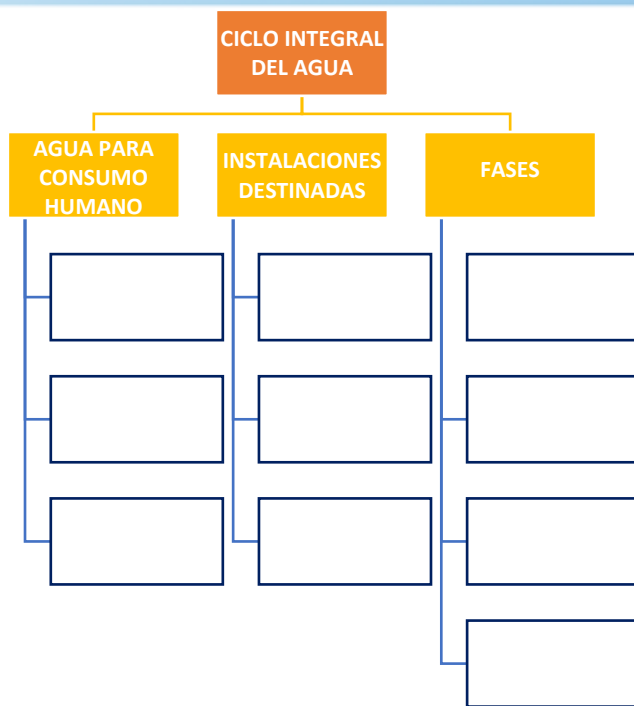 CICLO INTEGRAL
DEL AGUA
AGUA PARA
CONSUMO
HUMANO
INSTALACIONES
DESTINADAS
FASES